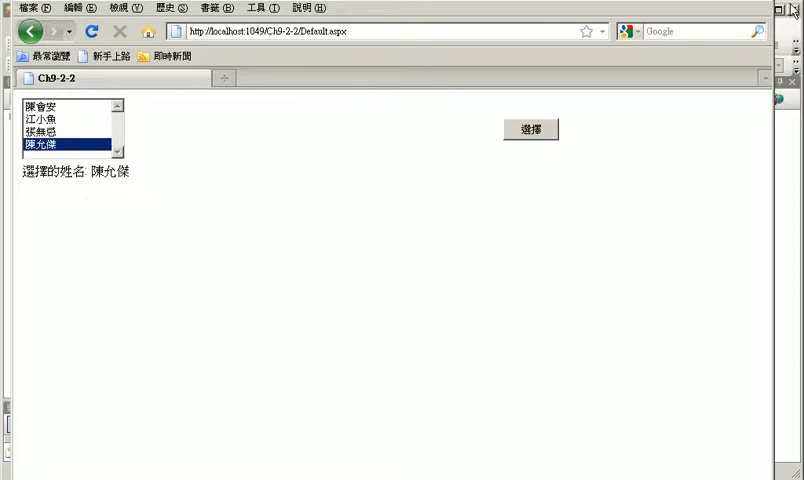 檔案(F) 編輯(E) 檢視(V) 歷史(S) 書籤(B) 工具(T) 說明(H)
http://localhost:1049/Ch9-2-2/Default.aspx
Google
最常瀏覽 新手上路 即時新聞
Ch9-2-2
陳會安
江小魚
張無忌
陳允傑
選擇
選擇的姓名: 陳允傑